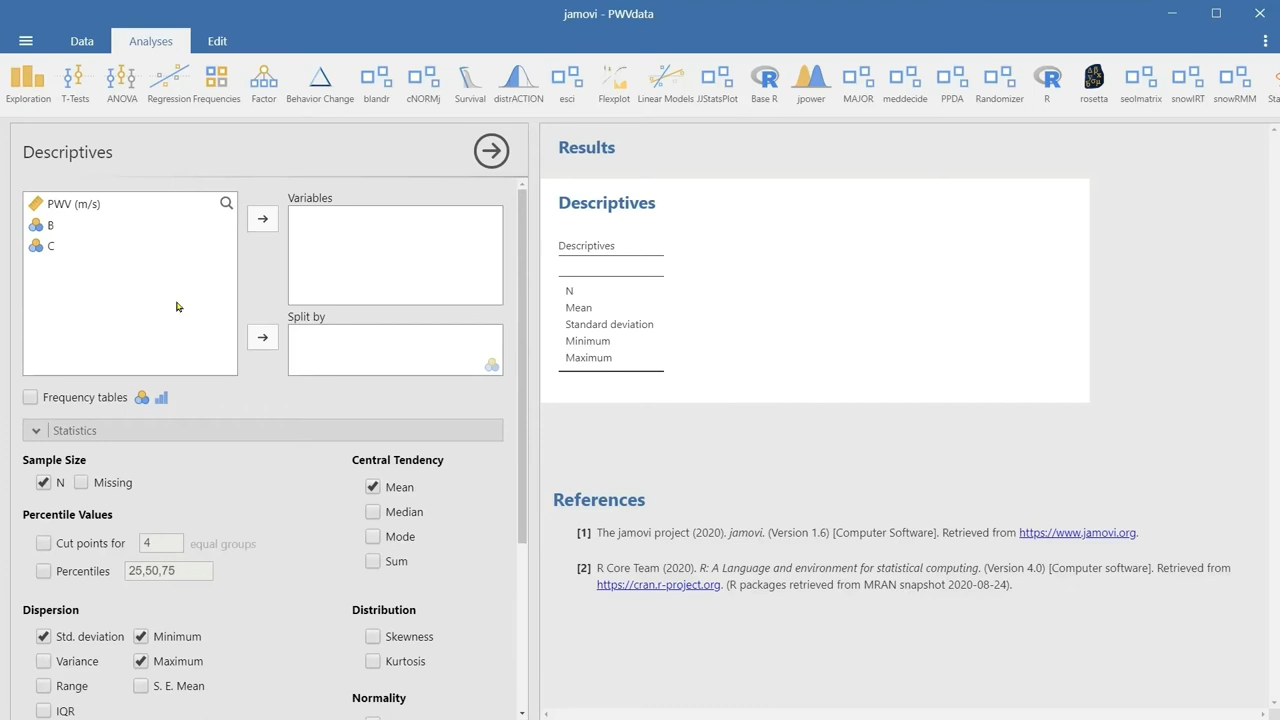 jamovi - PWVdata
Data
Analyses
Edit
Exploration
T-Tests
ANOVA
Regression
Frequencies
Factor
Behavior Change
blandr
cNORMj
Survival
distrACTION
esci
Flexplot
Linear Models
JJStatsPlot
Base R
jpower
MAJOR
meddecide
PPDA
Randomizer
R
rosetta
seolmatrix
snowIRT
snowRMM
Descriptives
PWV (m/s)
B
C
Variables
Split by
Frequency tables
Statistics
Sample Size
N
Missing
Percentile Values
Cut points for 4 equal groups
Percentiles 25,50,75
Dispersion
Std. deviation
Minimum
Variance
Maximum
Range
S. E. Mean
IQR
Central Tendency
Mean
Median
Mode
Sum
Distribution
Skewness
Kurtosis
Normality
Results
Descriptives
Descriptives
N
Mean
Standard deviation
Minimum
Maximum
References
[1] The jamovi project (2020). jamovi. (Version 1.6) [Computer Software]. Retrieved from https://www.jamovi.org.
[2] R Core Team (2020). R: A Language and environment for statistical computing. (Version 4.0) [Computer software]. Retrieved from
https://cran.r-project.org. (R packages retrieved from MRAN snapshot 2020-08-24).